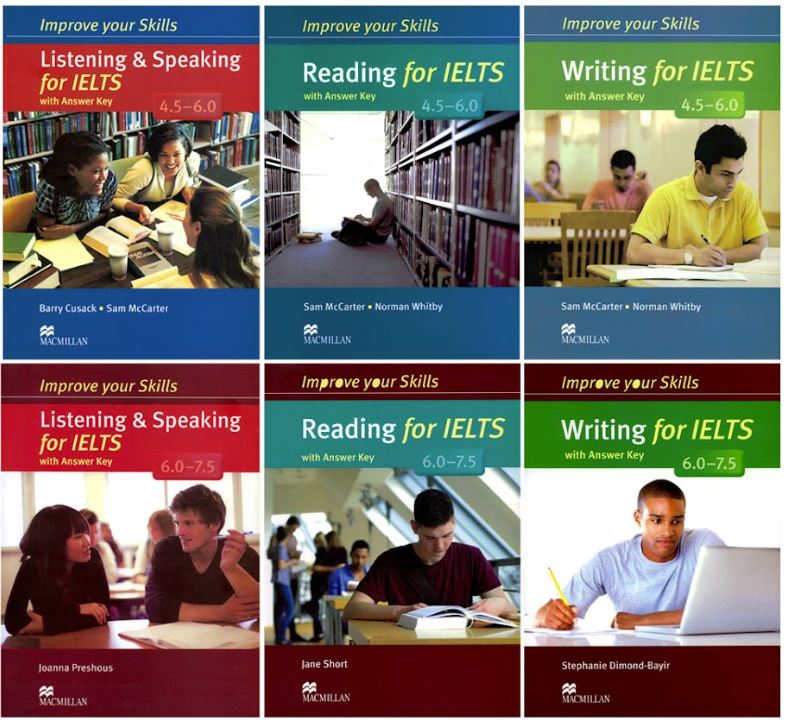 Improve your Skills
Listening & Speaking
for IELTS
with Answer Key
4.5–6.0
Barry Cusack • Sam McCarter
MACMILLAN
Improve your Skills
Reading for IELTS
with Answer Key
4.5–6.0
Sam McCarter • Norman Whitby
MACMILLAN
Improve your Skills
Writing for IELTS
with Answer Key
4.5–6.0
Sam McCarter • Norman Whitby
MACMILLAN
Improve your Skills
Listening & Speaking
for IELTS
with Answer Key
6.0–7.5
Joanna Preshous
MACMILLAN
Improve your Skills
Reading for IELTS
with Answer Key
6.0–7.5
Jane Short
MACMILLAN
Improve your Skills
Writing for IELTS
with Answer Key
6.0–7.5
Stephanie Dimond-Bayir
MACMILLAN